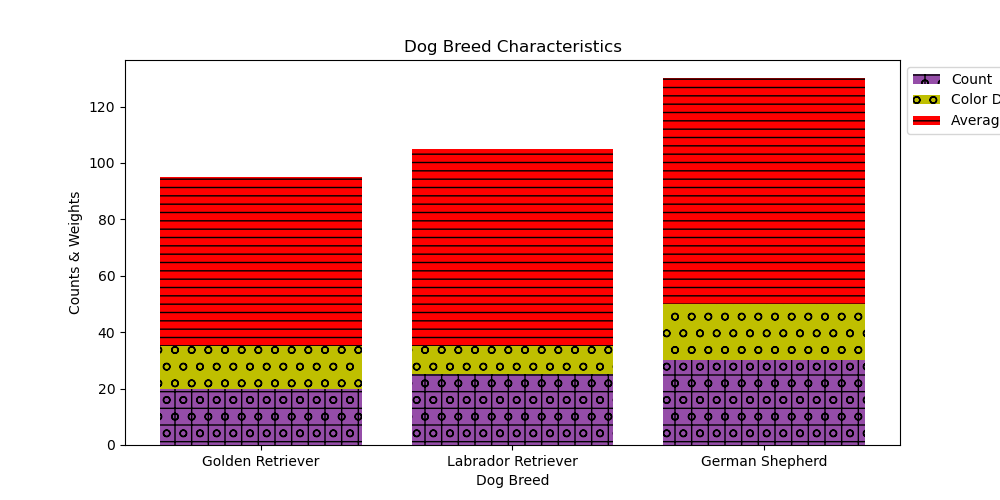 Dog Breed Characteristics
Count
Color D
Averag
120
100
80
60
40
20
0
Counts & Weights
Golden Retriever
Labrador Retriever
German Shepherd
Dog Breed